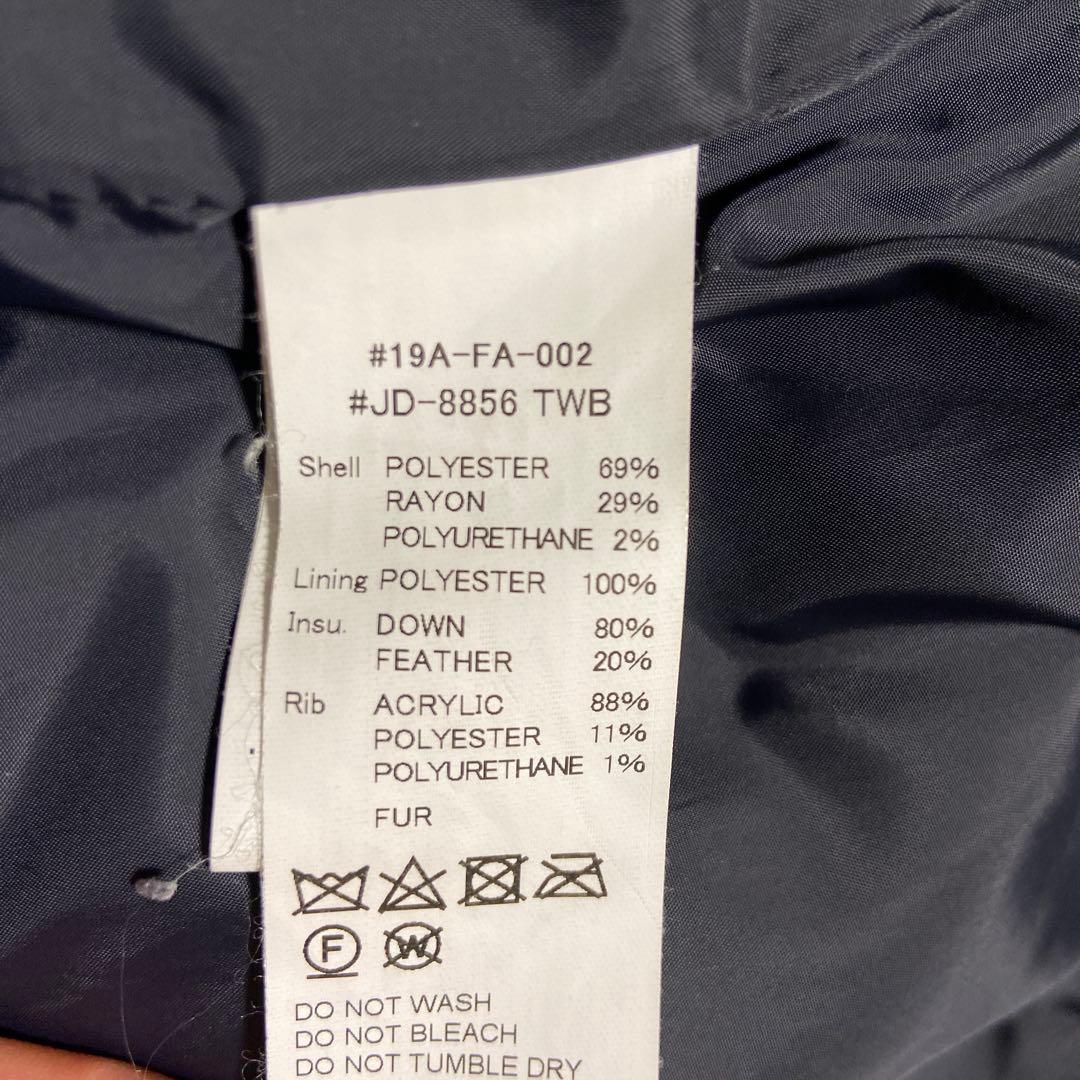 #19A-FA-002
#JD-8856 TWB
Shell POLYESTER 69%
RAYON 29%
POLYURETHANE 2%
Lining POLYESTER 100%
Insu. DOWN 80%
FEATHER 20%
Rib ACRYLIC 88%
POLYESTER 11%
POLYURETHANE 1%
FUR
F W
DO NOT WASH
DO NOT BLEACH
DO NOT TUMBLE DRY